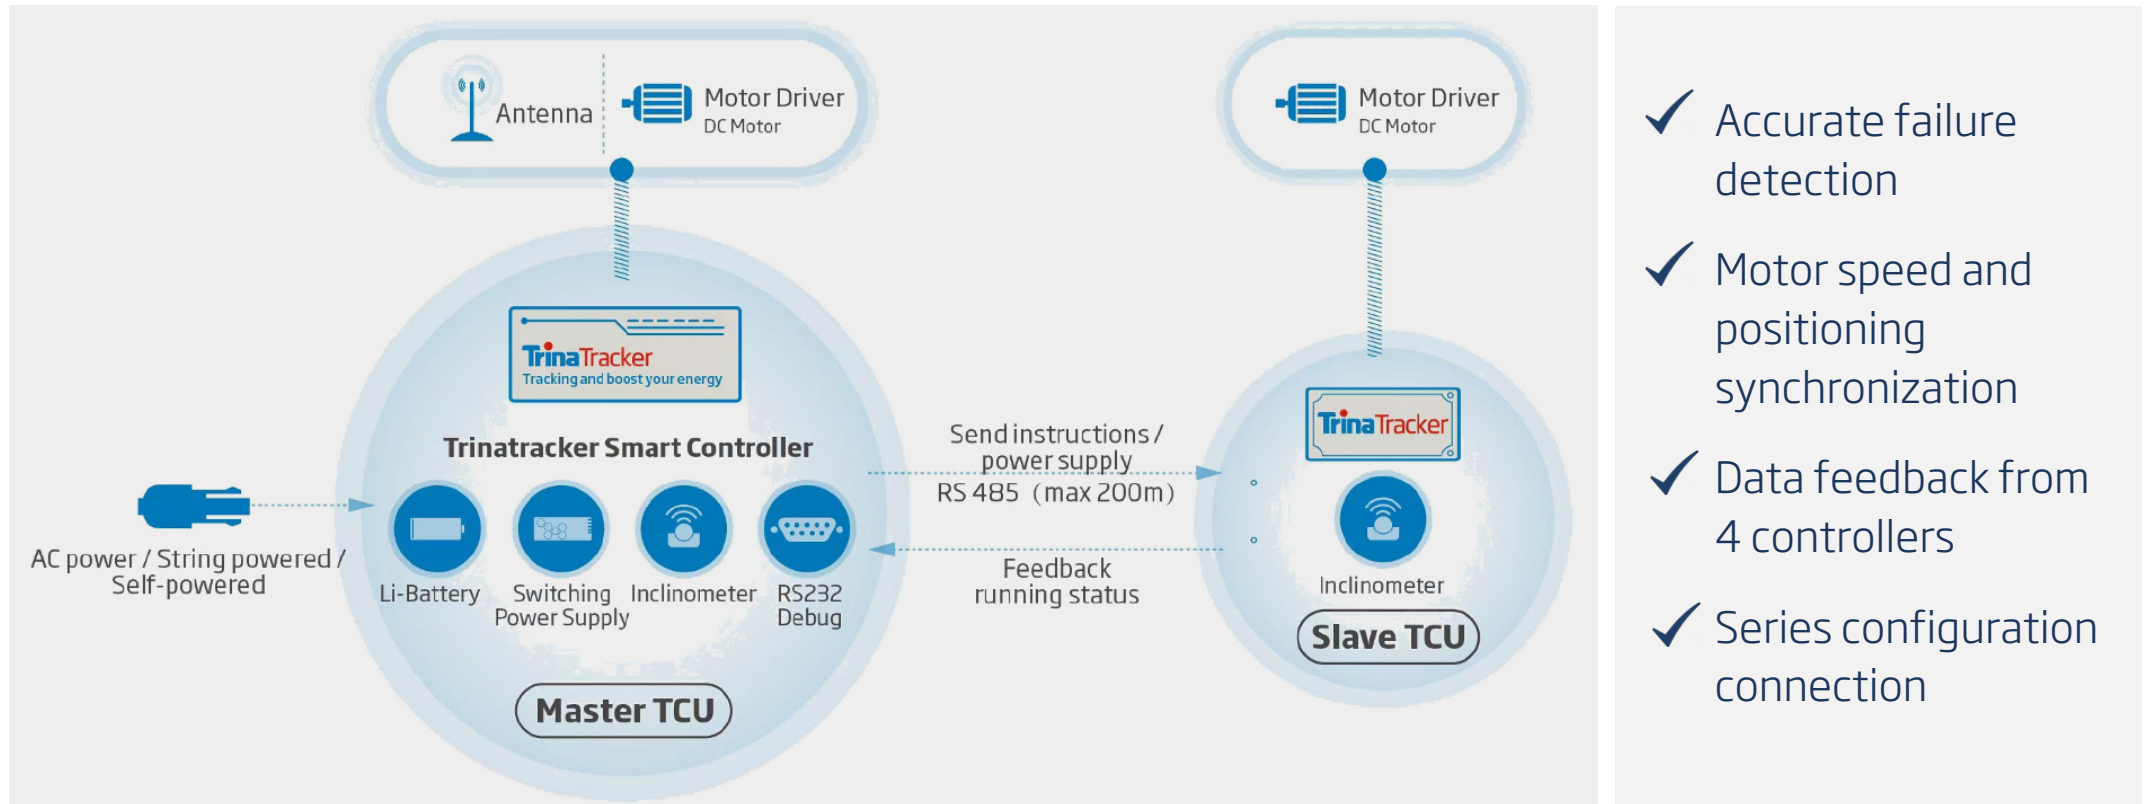 Antenna
Motor Driver
DC Motor
Motor Driver
DC Motor
TrinaTracker
Tracking and boost your energy
Trinatracker Smart Controller
AC power / String powered /
Self-powered
Li-Battery
Switching
Power Supply
Inclinometer
RS232
Debug
Master TCU
Send instructions /
power supply
RS 485 (max 200m)
Feedback
running status
TrinaTracker
Inclinometer
Slave TCU
Accurate failure
detection
Motor speed and
positioning
synchronization
Data feedback from
4 controllers
Series configuration
connection